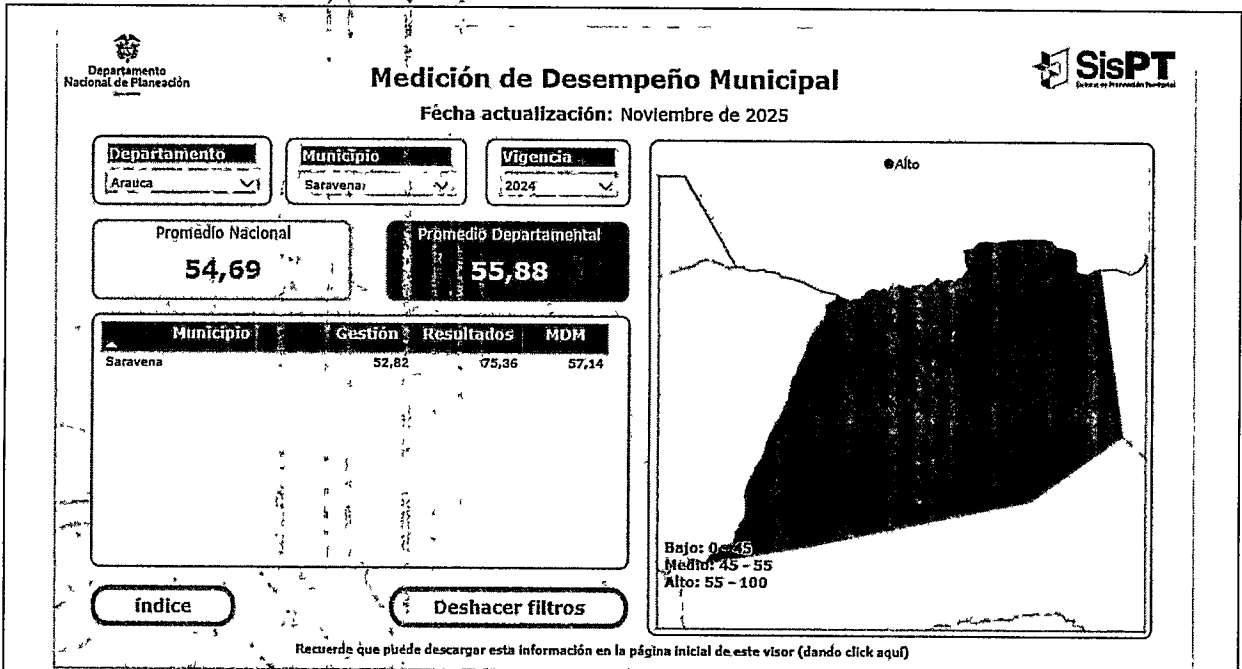 Departamento
Nacional de Planeación
SisPT
Medición de Desempeño Municipal
Fecha actualización: Noviembre de 2025
Departamento
Arauca
Municipio
Saravena
Vigencia
2024
Promedio Nacional
54,69
Promedio Departamental
55,88
Municipio Gestión Resultados MDM
Saravena 52,82 75,36 57,14
Alto
Bajo: 0 - 45
Medio: 45 - 55
Alto: 55 - 100
índice
Deshacer filtros
Recuerde que puede descargar esta información en la página inicial de este visor (dando click aquí)